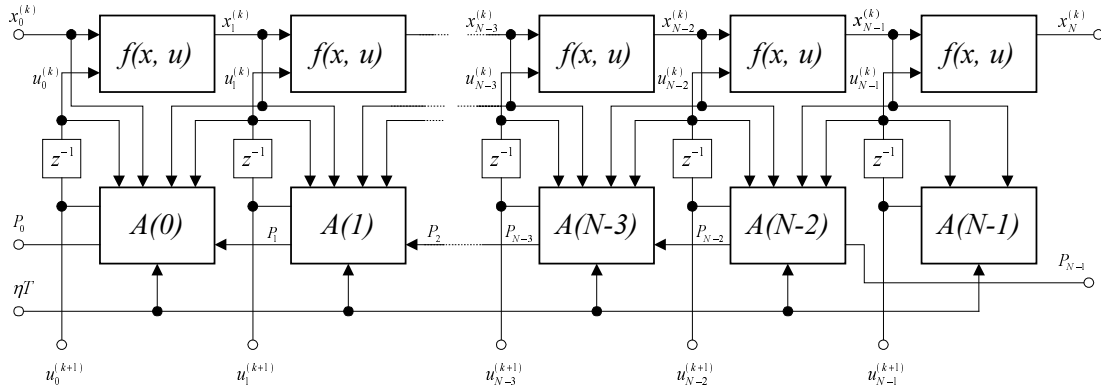 x_0^{(k)} x_1^{(k)} x_{N-3}^{(k)} x_{N-2}^{(k)} x_{N-1}^{(k)} x_N^{(k)}
f(x, u) f(x, u) f(x, u) f(x, u) f(x, u)
u_0^{(k)} u_1^{(k)} u_{N-3}^{(k)} u_{N-2}^{(k)} u_{N-1}^{(k)}
z^{-1} z^{-1} z^{-1} z^{-1} z^{-1}
A(0) A(1) A(N-3) A(N-2) A(N-1)
P_0 P_1 P_2 P_{N-3} P_{N-2} P_{N-1}
ηT
u_0^{(k+1)} u_1^{(k+1)} u_{N-3}^{(k+1)} u_{N-2}^{(k+1)} u_{N-1}^{(k+1)}